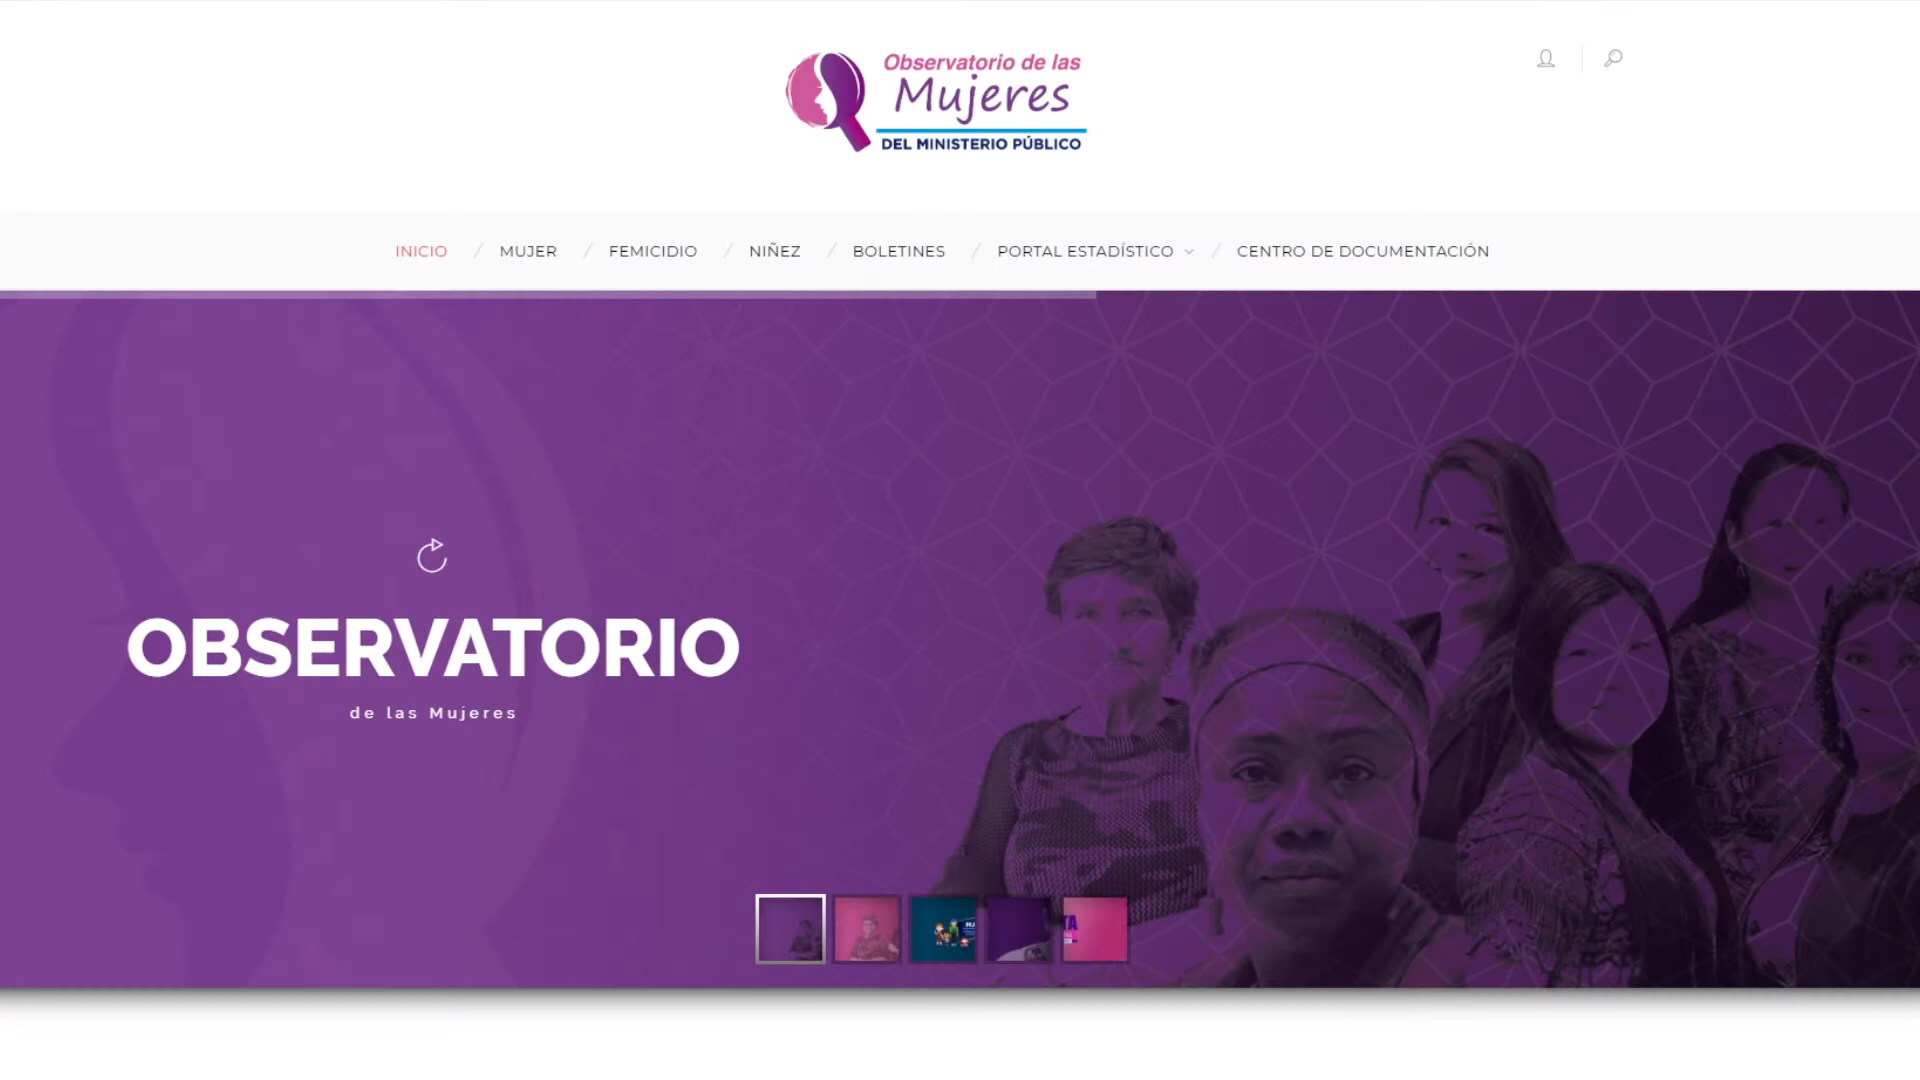 Observatorio de las
Mujeres
DEL MINISTERIO PÚBLICO
INICIO / MUJER / FEMICIDIO / NIÑEZ / BOLETINES / PORTAL ESTADÍSTICO / CENTRO DE DOCUMENTACIÓN
OBSERVATORIO
de las Mujeres